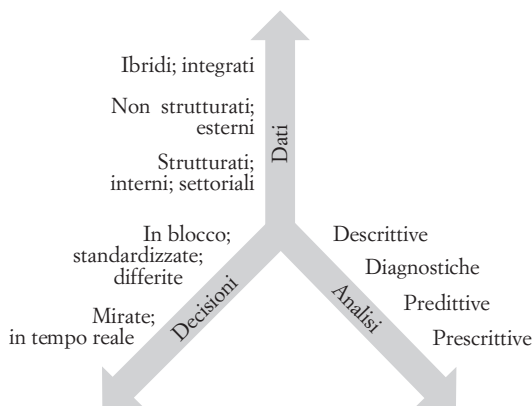 Ibridi; integrati
Non strutturati;
esterni
Strutturati;
interni; settoriali
Dati
In blocco;
standardizzate;
differite
Mirate;
in tempo reale
Decisioni
Descrittive
Diagnostiche
Predittive
Prescrittive
Analisi